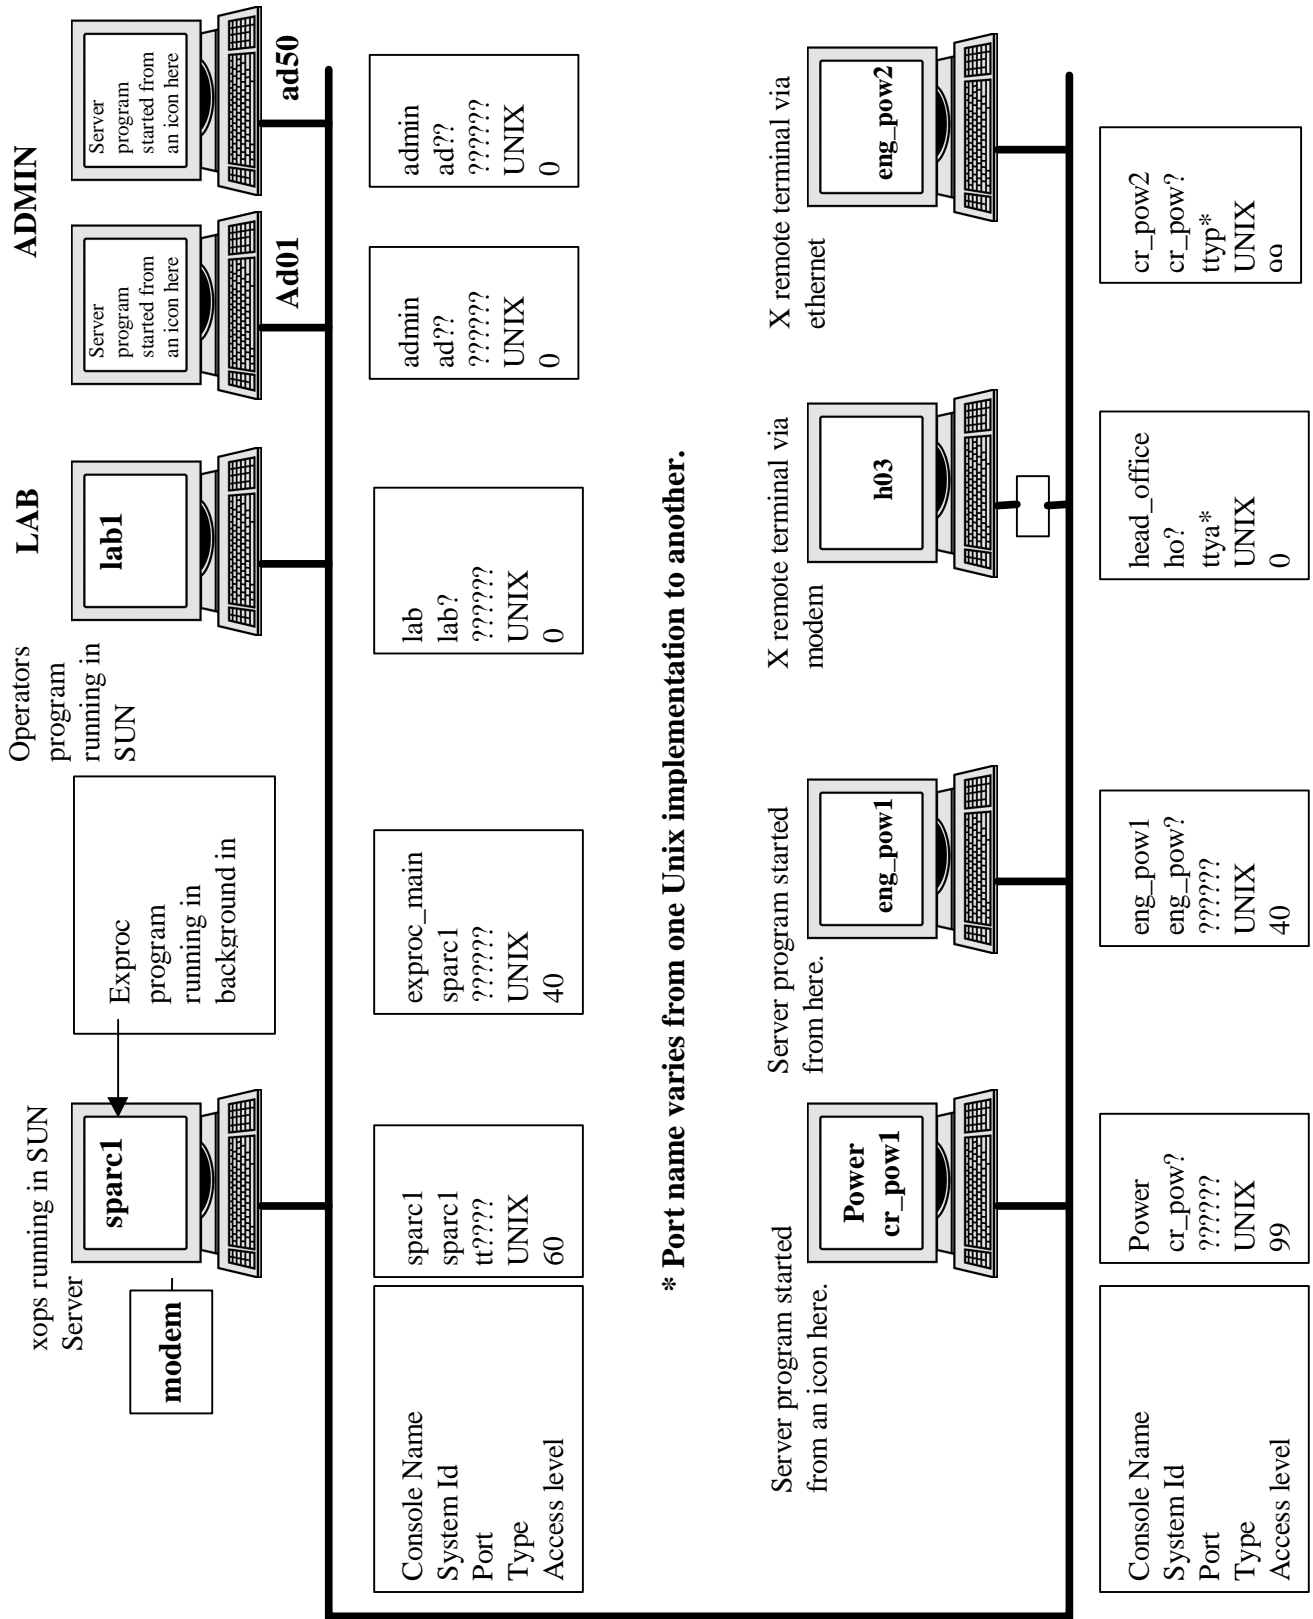 ADMIN
LAB
Operators
program
running in
SUN
xops running in SUN
Server
modem
sparc1
Exproc
program
running in
background in
lab1
Server
program
started from
an icon here
Ad01
Server
program
started from
an icon here
ad50
Console Name
System Id
Port
Type
Access level
sparc1
sparc1
tt????
UNIX
60
exproc_main
sparc1
??????
UNIX
40
lab
lab?
??????
UNIX
0
admin
ad??
??????
UNIX
0
admin
ad??
??????
UNIX
0
* Port name varies from one Unix implementation to another.
Server program started
from an icon here.
Power
cr_pow1
Server program started
from here.
eng_pow1
X remote terminal via
modem
h03
X remote terminal via
ethernet
eng_pow2
Console Name
System Id
Port
Type
Access level
Power
cr_pow?
??????
UNIX
99
eng_pow1
eng_pow?
??????
UNIX
40
head_office
ho?
ttya*
UNIX
0
cr_pow2
cr_pow?
ttyp*
UNIX
99